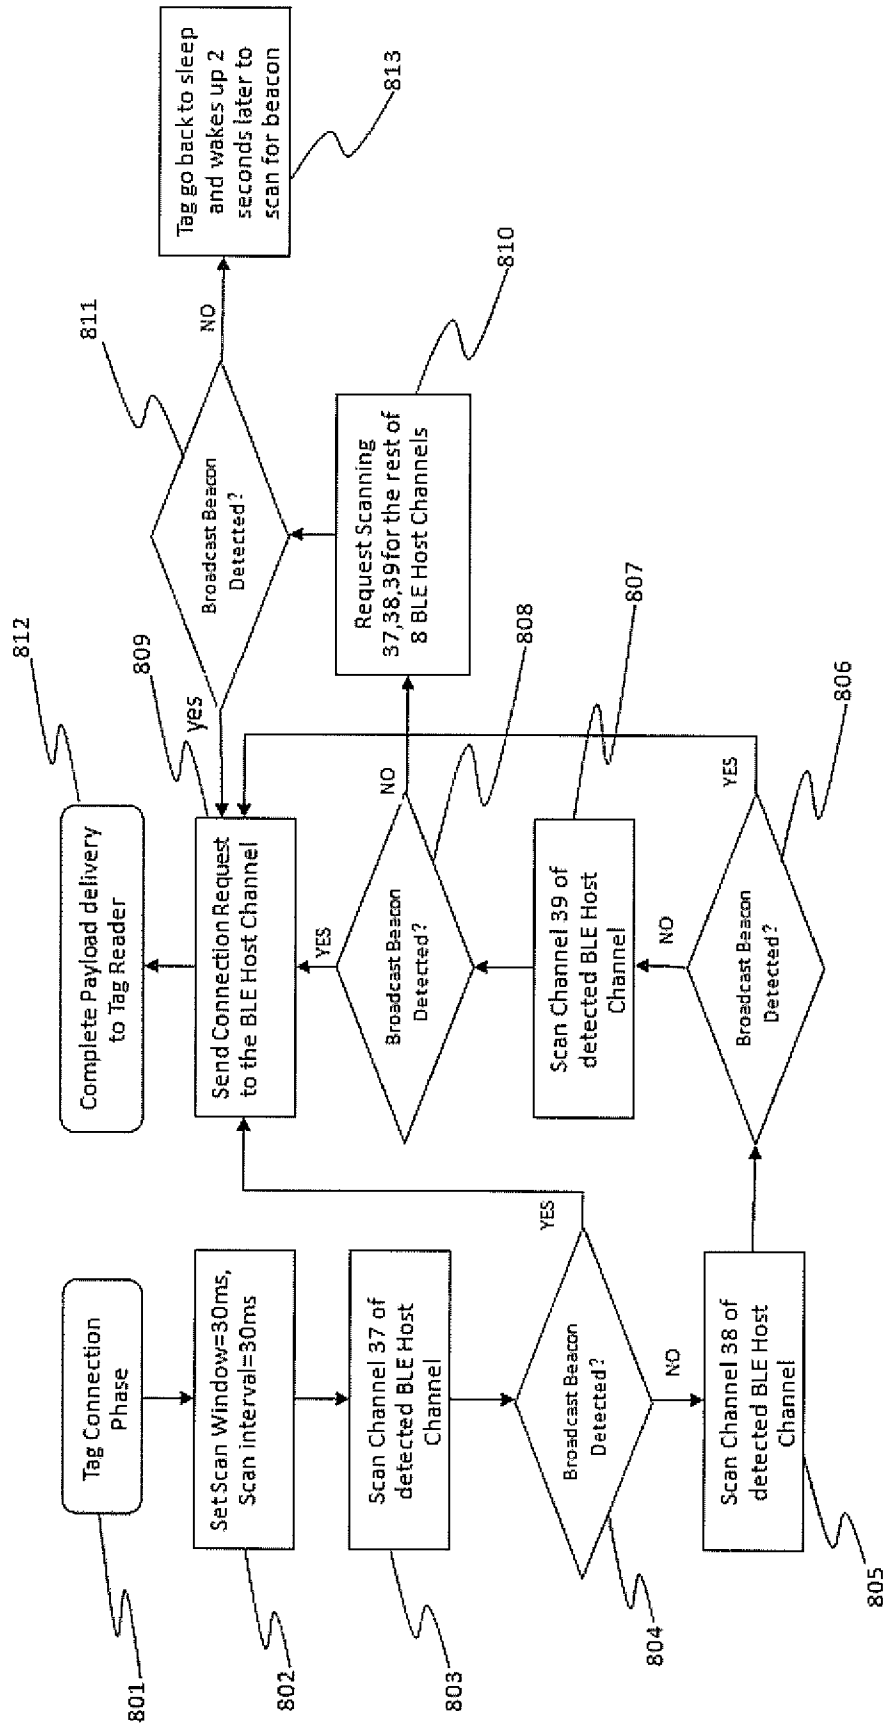 Tag Connection
Phase
801
Set Scan Window=30ms,
Scan interval=30ms
802
Scan Channel 37 of
detected BLE Host
Channel
803
Broadcast Beacon
Detected?
804
YES
NO
Scan Channel 38 of
detected BLE Host
Channel
805
Broadcast Beacon
Detected?
806
YES
NO
Scan Channel 39 of
detected BLE Host
Channel
807
Broadcast Beacon
Detected?
808
YES
NO
Send Connection Request
to the BLE Host Channel
809
Complete Payload delivery
to Tag Reader
812
Request Scanning
37,38,39for the rest of
8 BLE Host Channels
810
Broadcast Beacon
Detected?
811
yes
NO
Tag go back to sleep
and wakes up 2
seconds later to
scan for beacon
813